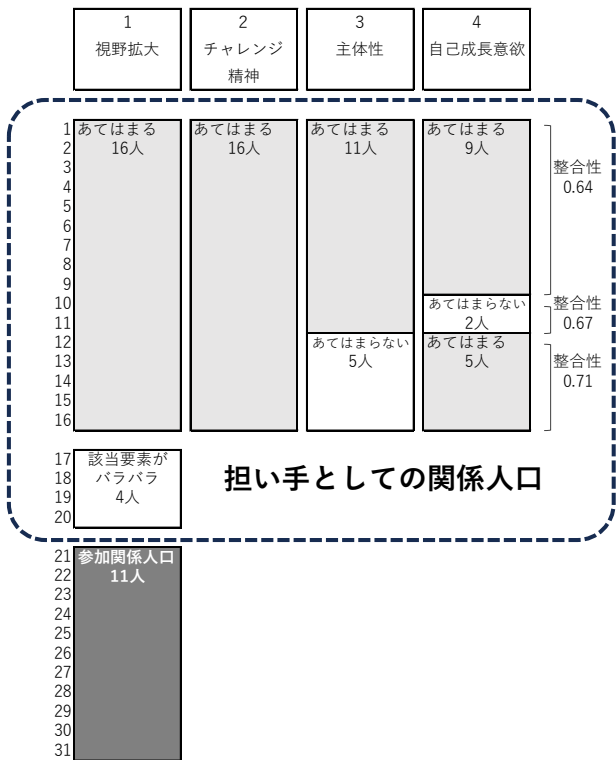 1
視野拡大
2
チャレンジ
精神
3
主体性
4
自己成長意欲
1
2
3
4
5
6
7
8
9
10
11
12
13
14
15
16
あてはまる
16人
あてはまる
16人
あてはまる
11人
あてはまらない
5人
あてはまる
9人
あてはまらない
2人
あてはまる
5人
整合性
0.64
整合性
0.67
整合性
0.71
17
18
19
20
該当要素が
バラバラ
4人
担い手としての関係人口
21
22
23
24
25
26
27
28
29
30
31
参加関係人口
11人